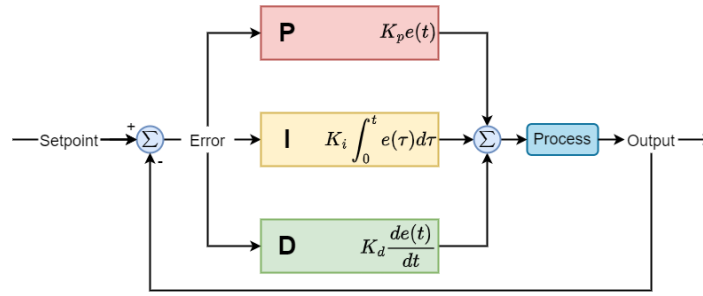 P K_p e(t)
+
Setpoint Σ Error I K_i ∫_0^t e(τ)dτ Σ Process Output
-
D K_d de(t)/dt